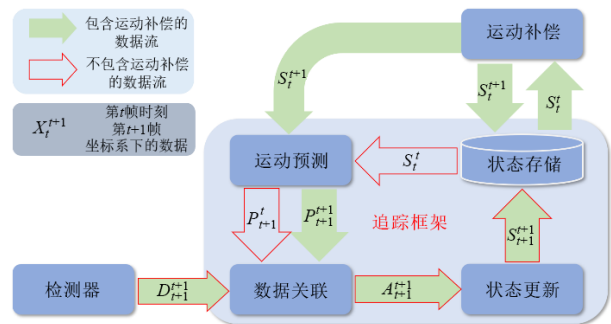 包含运动补偿
的数据流
不包含运动补偿
的数据流
$X_t^{t+1}$
第t帧时刻
第t+1帧
坐标系下的数据
运动补偿
$S_t^{t+1}$
$S_t^{t+1}$
$S_t^t$
运动预测
$S_t^t$
状态存储
$P_{t+1}^t$
$P_{t+1}^{t+1}$
追踪框架
$S_{t+1}^{t+1}$
检测器
$D_{t+1}^{t+1}$
数据关联
$A_{t+1}^{t+1}$
状态更新